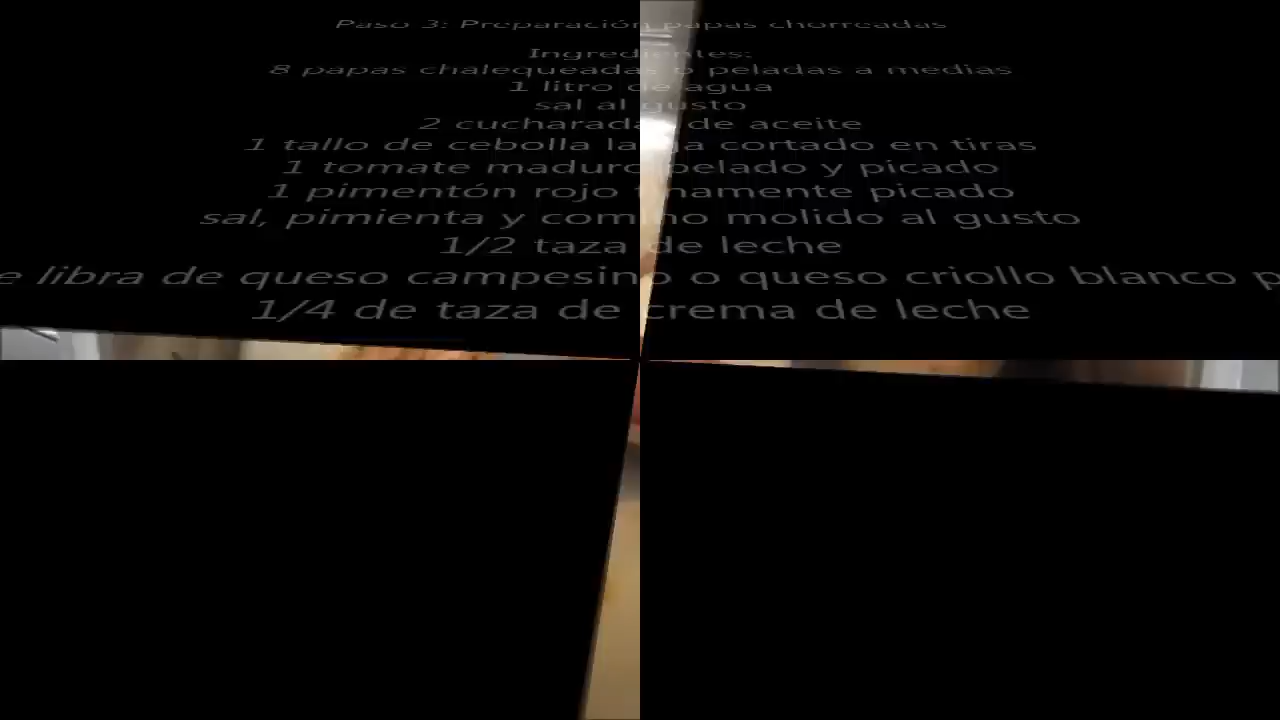 Paso 3: Preparación papas chorreadas
Ingredientes:
8 papas chalequeadas o peladas a medias
1 litro de agua
sal al gusto
2 cucharadas de aceite
1 tallo de cebolla larga cortado en tiras
1 tomate maduro pelado y picado
1 pimentón rojo finamente picado
sal, pimienta y comino molido al gusto
1/2 taza de leche
e libra de queso campesino o queso criollo blanco p
1/4 de taza de crema de leche